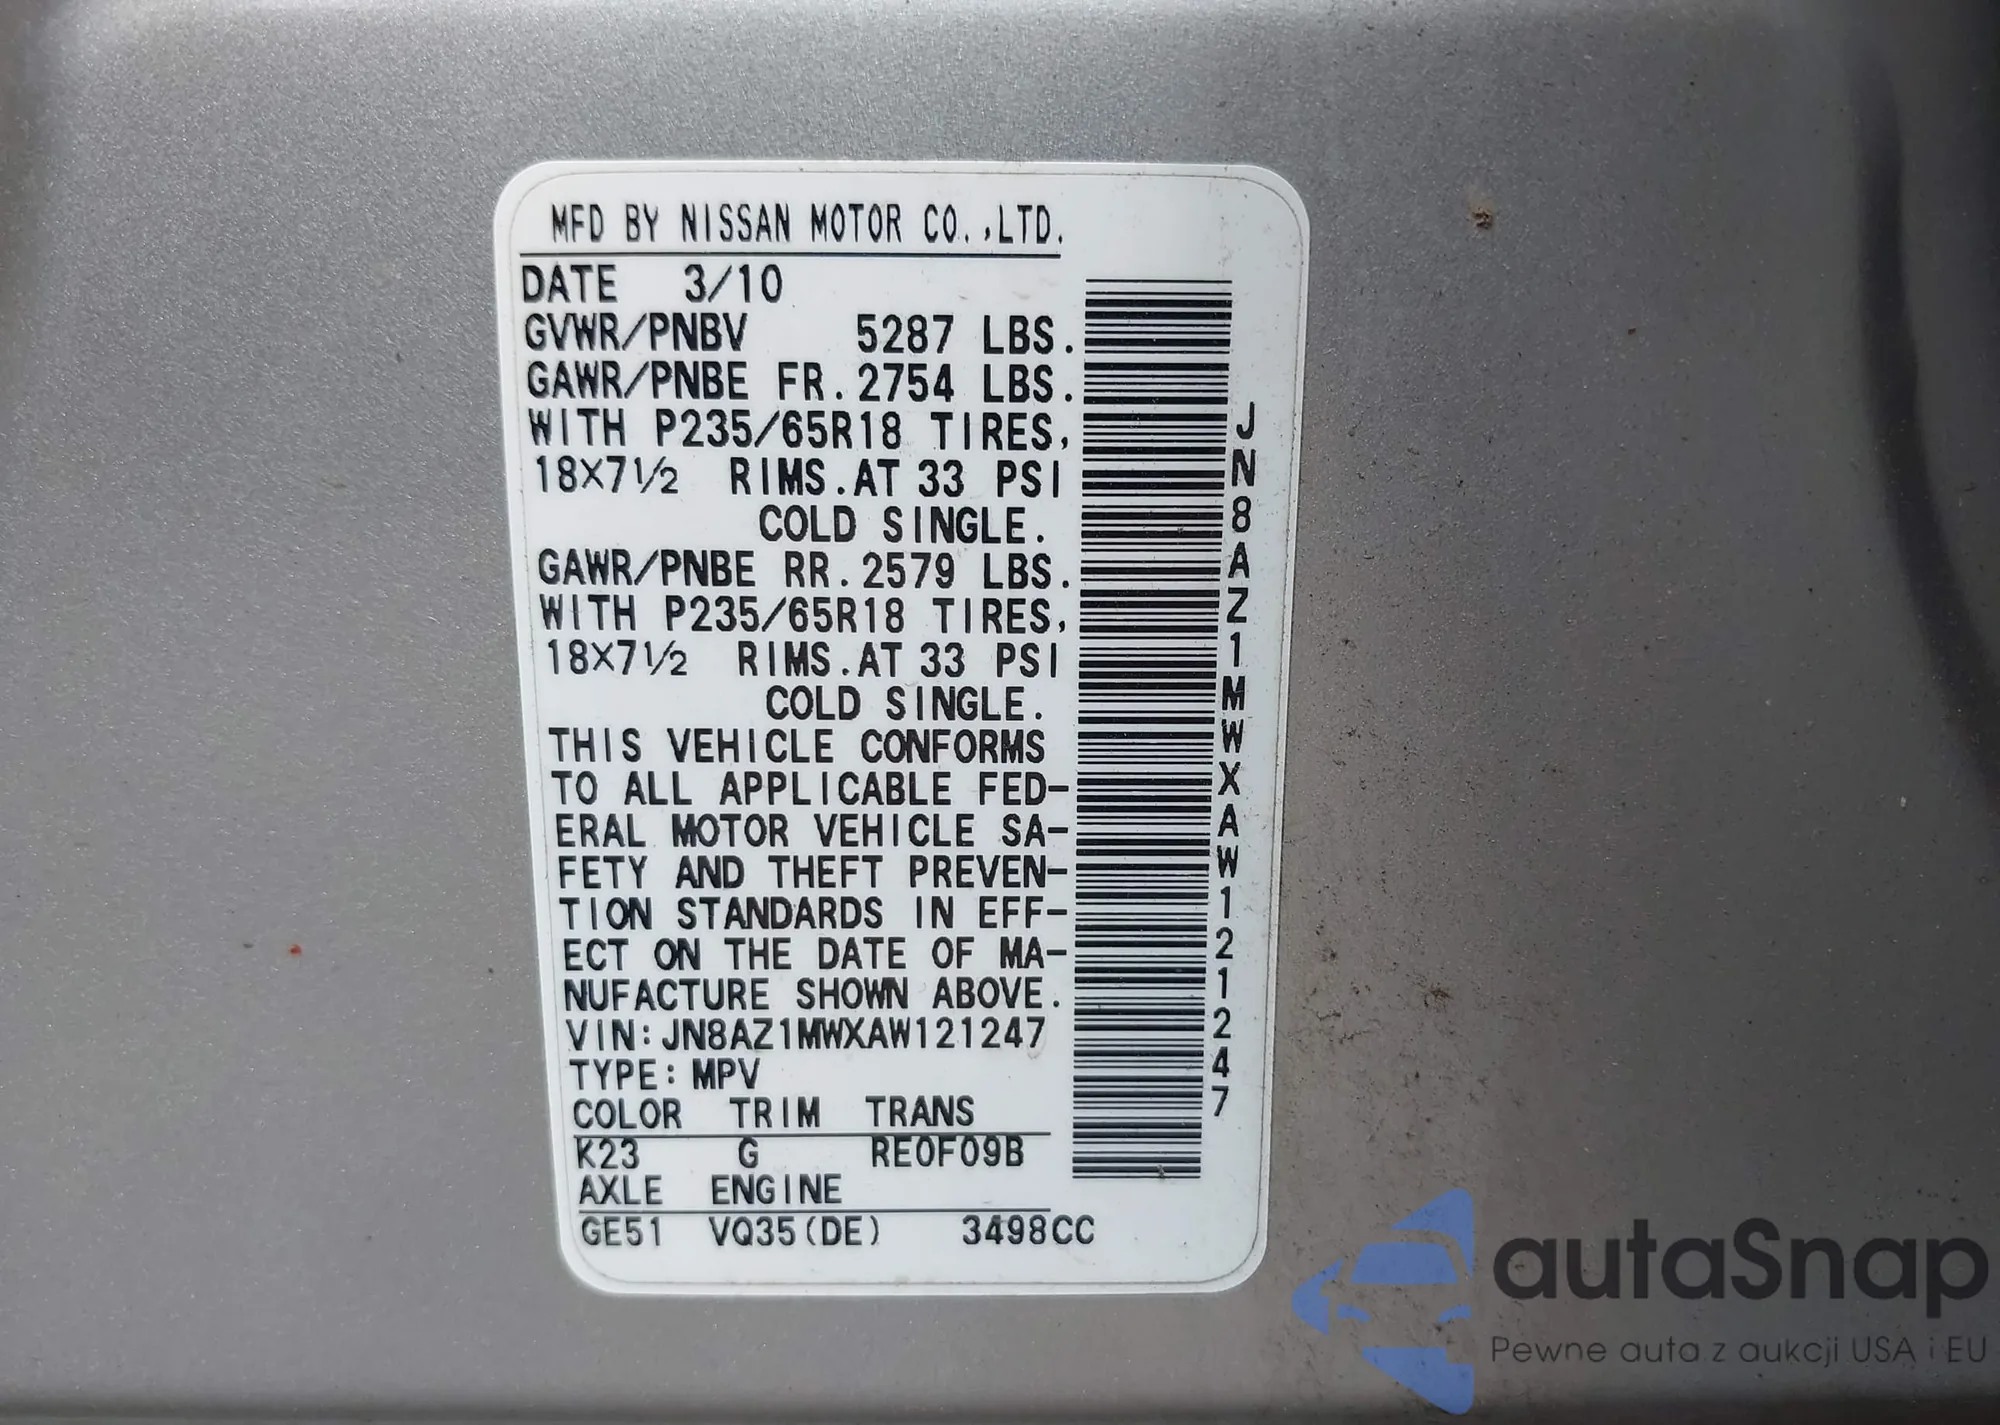 MFD BY NISSAN MOTOR CO.,LTD.
DATE 3/10
GVWR/PNBV 5287 LBS.
GAWR/PNBE FR.2754 LBS.
WITH P235/65R18 TIRES,
18X7½ RIMS.AT 33 PSI
COLD SINGLE.
GAWR/PNBE RR.2579 LBS.
WITH P235/65R18 TIRES,
18X7½ RIMS.AT 33 PSI
COLD SINGLE.
THIS VEHICLE CONFORMS
TO ALL APPLICABLE FED-
ERAL MOTOR VEHICLE SA-
FETY AND THEFT PREVEN-
TION STANDARDS IN EFF-
ECT ON THE DATE OF MA-
NUFACTURE SHOWN ABOVE.
VIN:JN8AZ1MWXAW121247
TYPE:MPV
COLOR TRIM TRANS
K23 G RE0F09B
AXLE ENGINE
GE51 VQ35(DE) 3498CC
JN8AZ1MWXAW121247
autaSnap
Pewne auta z aukcji USA i EU